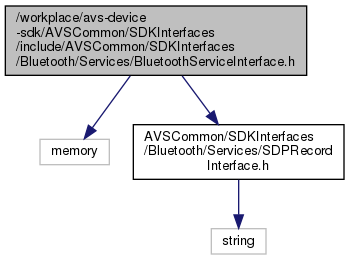 /workplace/avs-device
-sdk/AVSCommon/SDKInterfaces
/include/AVSCommon/SDKInterfaces
/Bluetooth/Services/BluetoothServiceInterface.h
memory
AVSCommon/SDKInterfaces
/Bluetooth/Services/SDPRecord
Interface.h
string